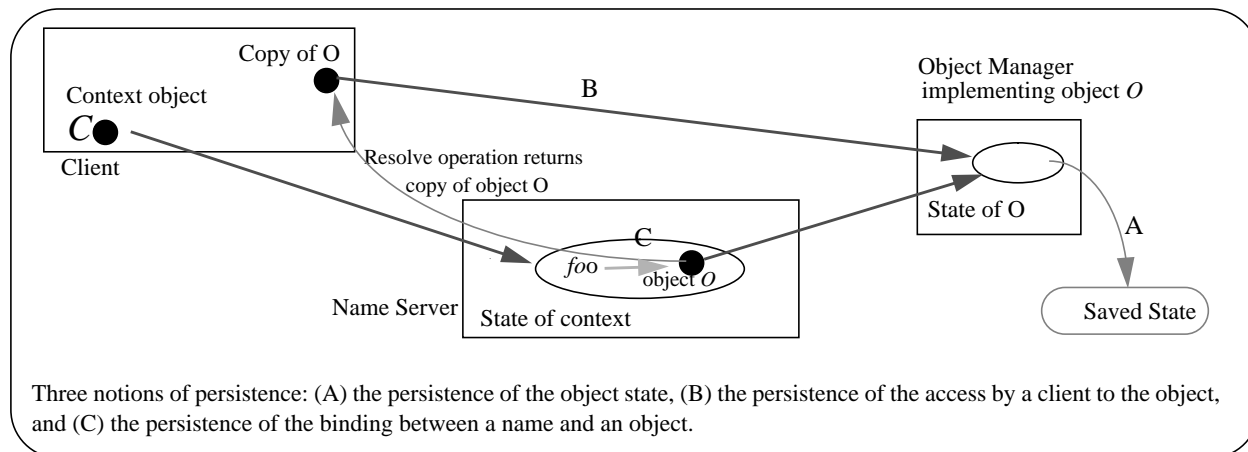 Copy of O
Context object
C
Client
B
Object Manager
implementing object O
Resolve operation returns
copy of object O
State of O
A
C
foo
object O
Name Server
State of context
Saved State
Three notions of persistence: (A) the persistence of the object state, (B) the persistence of the access by a client to the object,
and (C) the persistence of the binding between a name and an object.